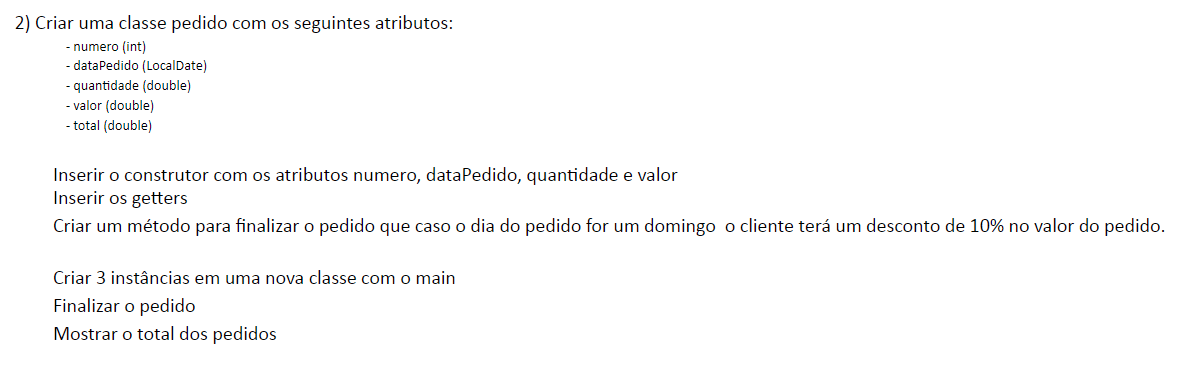 2) Criar uma classe pedido com os seguintes atributos:
- numero (int)
- dataPedido (LocalDate)
- quantidade (double)
- valor (double)
- total (double)
Inserir o construtor com os atributos numero, dataPedido, quantidade e valor
Inserir os getters
Criar um método para finalizar o pedido que caso o dia do pedido for um domingo  o cliente terá um desconto de 10% no valor do pedido.
Criar 3 instâncias em uma nova classe com o main
Finalizar o pedido
Mostrar o total dos pedidos